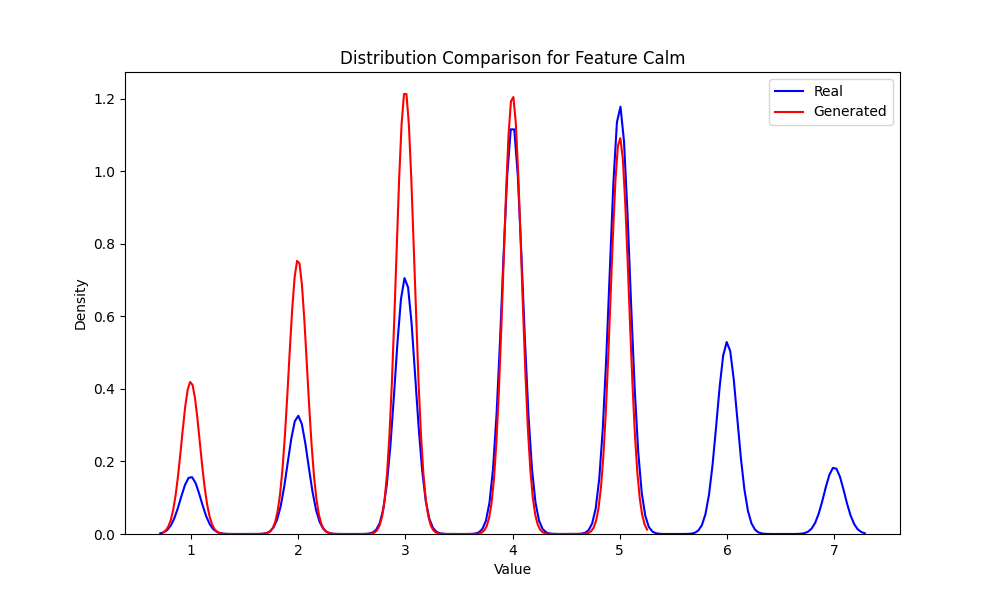 Distribution Comparison for Feature Calm
Real
Generated
1.2
1.0
0.8
0.6
0.4
0.2
0.0
Density
1 2 3 4 5 6 7
Value